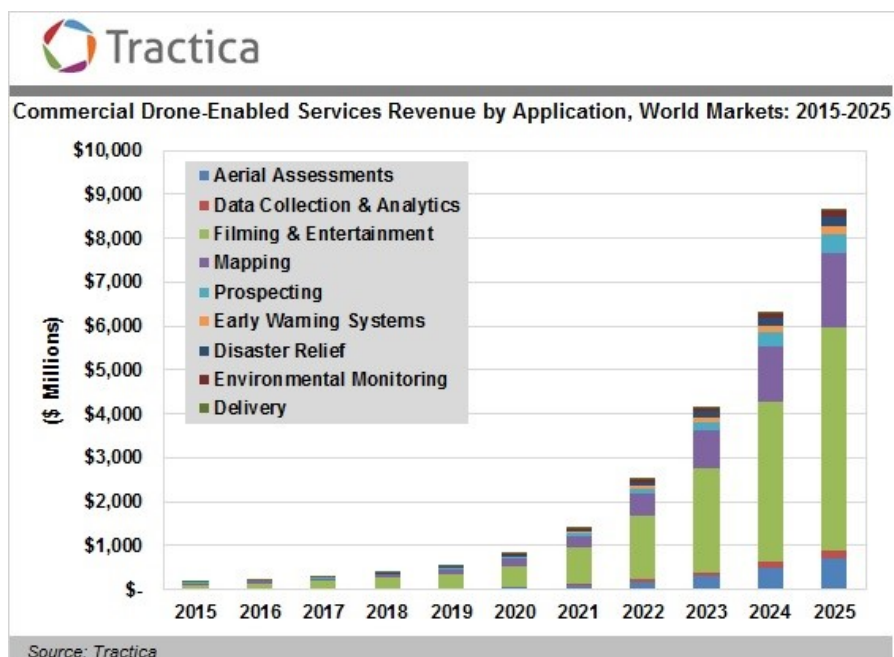 Tractica
Commercial Drone-Enabled Services Revenue by Application, World Markets: 2015-2025
$10,000
$9,000
$8,000
$7,000
$6,000
$5,000
$4,000
$3,000
$2,000
$1,000
$-
($ Millions)
Aerial Assessments
Data Collection & Analytics
Filming & Entertainment
Mapping
Prospecting
Early Warning Systems
Disaster Relief
Environmental Monitoring
Delivery
2015 2016 2017 2018 2019 2020 2021 2022 2023 2024 2025
Source: Tractica